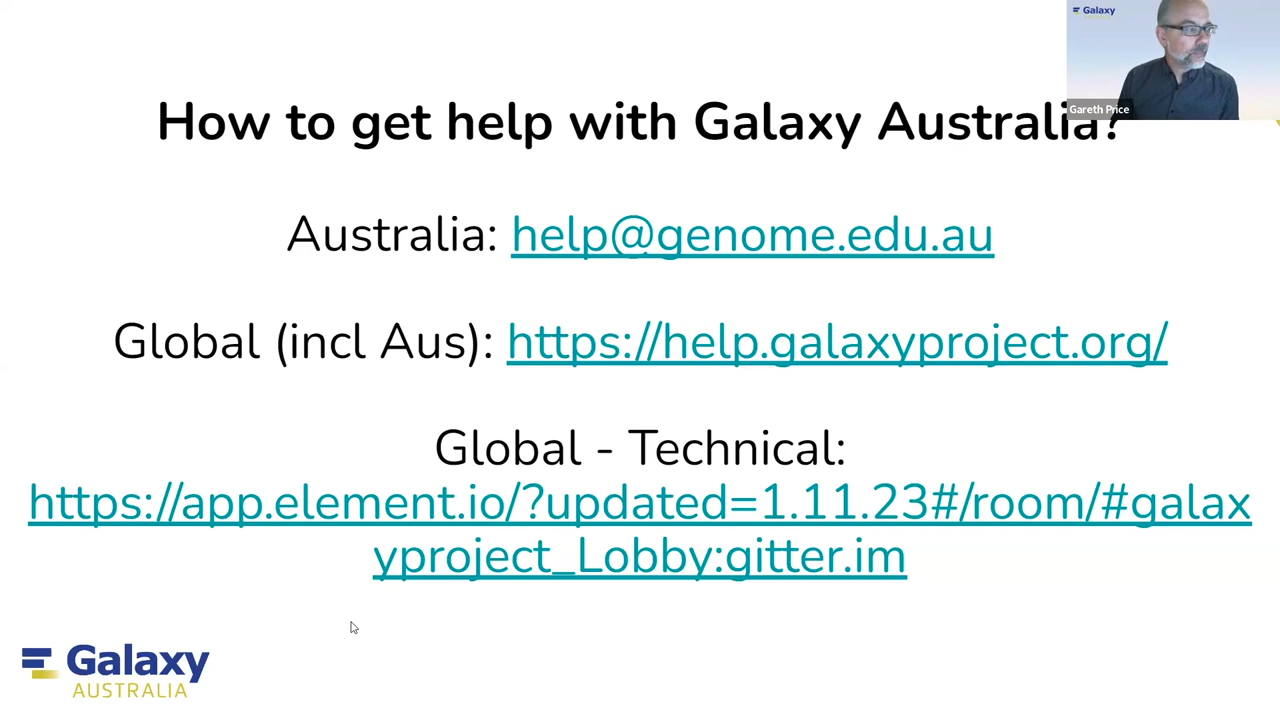 Galaxy
Gareth Price
How to get help with Galaxy Australia?
Australia: help@genome.edu.au
Global (incl Aus): https://help.galaxyproject.org/
Global - Technical:
https://app.element.io/?updated=1.11.23#/room/#galax
yproject_Lobby:gitter.im
Galaxy
AUSTRALIA